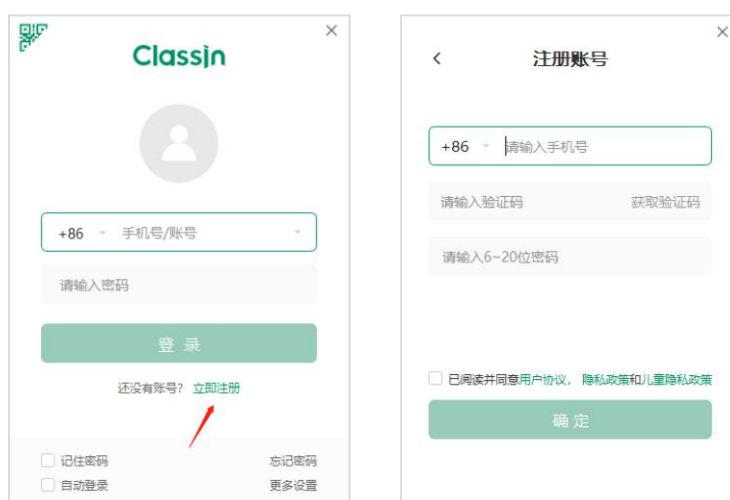 Classin
+86 手机号/账号
请输入密码
登 录
还没有账号? 立即注册
记住密码 忘记密码
自动登录 更多设置
注册账号
+86 请输入手机号
请输入验证码 获取验证码
请输入6~20位密码
已阅读并同意用户协议, 隐私政策和儿童隐私政策
确 定